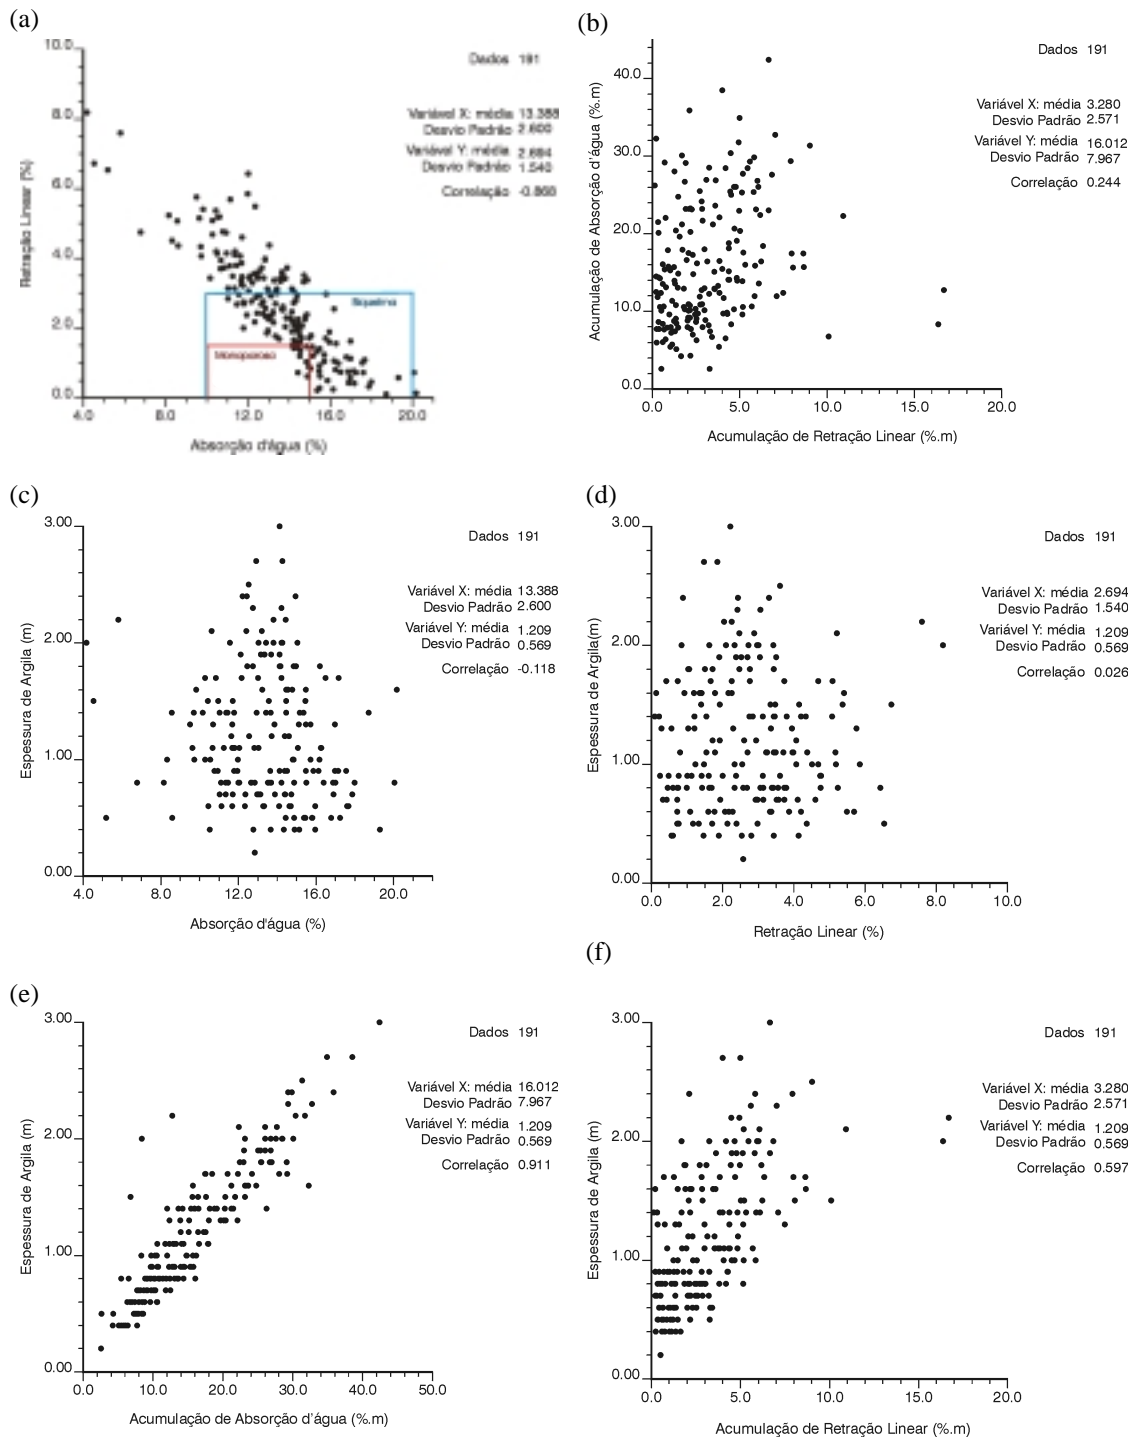 (a)
10.0
8.0
6.0
4.0
2.0
0.0
4.0 8.0 12.0 16.0 20.0
Retração Linear (%)
Absorção d'água (%)
Dados 191
Variável X: média 13.388
Desvio Padrão 2.600
Variável Y: média 2.694
Desvio Padrão 1.540
Correlação -0.868
Monoporoso
(b)
40.0
30.0
20.0
10.0
0.0
0.0 5.0 10.0 15.0 20.0
Acumulação de Absorção d'água (%.m)
Acumulação de Retração Linear (%.m)
Dados 191
Variável X: média 3.280
Desvio Padrão 2.571
Variável Y: média 16.012
Desvio Padrão 7.967
Correlação 0.244
(c)
3.00
2.00
1.00
0.00
4.0 8.0 12.0 16.0 20.0
Espessura de Argila (m)
Absorção d'água (%)
Dados 191
Variável X: média 13.388
Desvio Padrão 2.600
Variável Y: média 1.209
Desvio Padrão 0.569
Correlação -0.118
(d)
3.00
2.00
1.00
0.00
0.0 2.0 4.0 6.0 8.0 10.0
Espessura de Argila(m)
Retração Linear (%)
Dados 191
Variável X: média 2.694
Desvio Padrão 1.540
Variável Y: média 1.209
Desvio Padrão 0.569
Correlação 0.026
(e)
3.00
2.00
1.00
0.00
0.0 10.0 20.0 30.0 40.0 50.0
Espessura de Argila (m)
Acumulação de Absorção d'água (%.m)
Dados 191
Variável X: média 16.012
Desvio Padrão 7.967
Variável Y: média 1.209
Desvio Padrão 0.569
Correlação 0.911
(f)
3.00
2.00
1.00
0.00
0.0 5.0 10.0 15.0 20.0
Espessura de Argila (m)
Acumulação de Retração Linear (%.m)
Dados 191
Variável X: média 3.280
Desvio Padrão 2.571
Variável Y: média 1.209
Desvio Padrão 0.569
Correlação 0.597